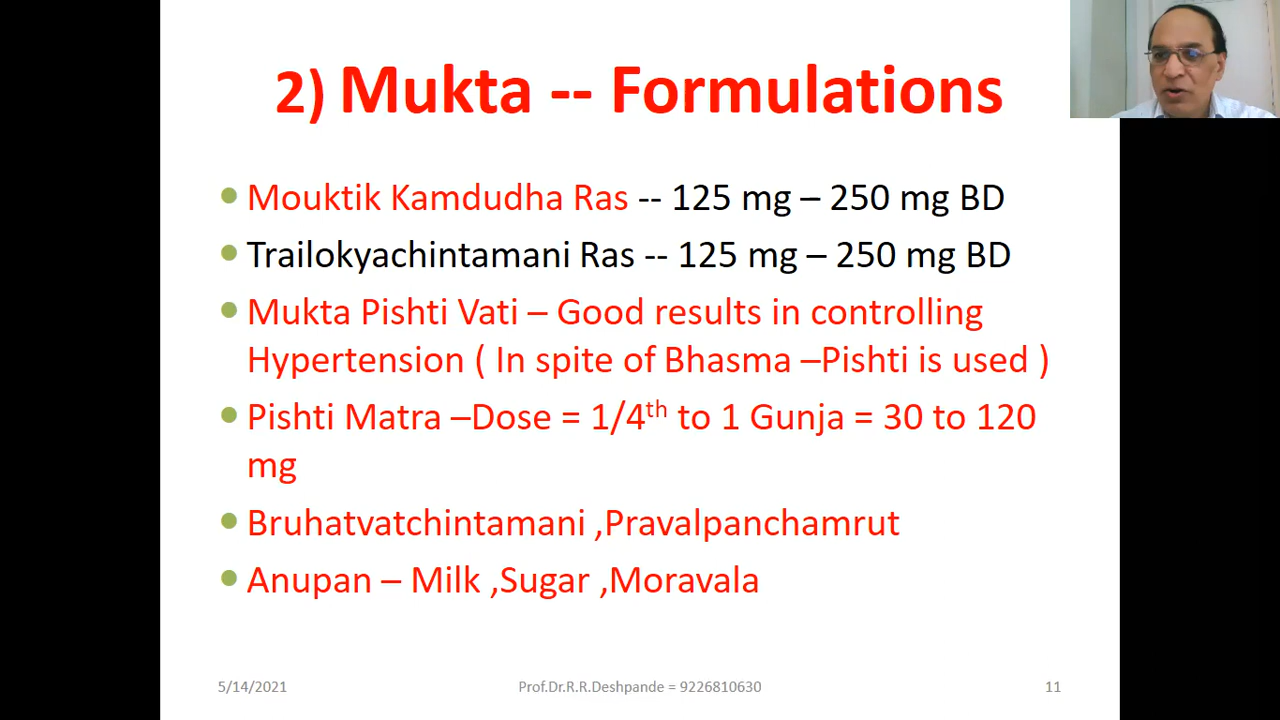 2) Mukta -- Formulations
Mouktik Kamdudha Ras -- 125 mg – 250 mg BD
Trailokyachintamani Ras -- 125 mg – 250 mg BD
Mukta Pishti Vati – Good results in controlling
Hypertension ( In spite of Bhasma –Pishti is used )
Pishti Matra –Dose = 1/4th to 1 Gunja = 30 to 120
mg
Bruhatvatchintamani ,Pravalpanchamrut
Anupan – Milk ,Sugar ,Moravala
5/14/2021 Prof.Dr.R.R.Deshpande = 9226810630 11